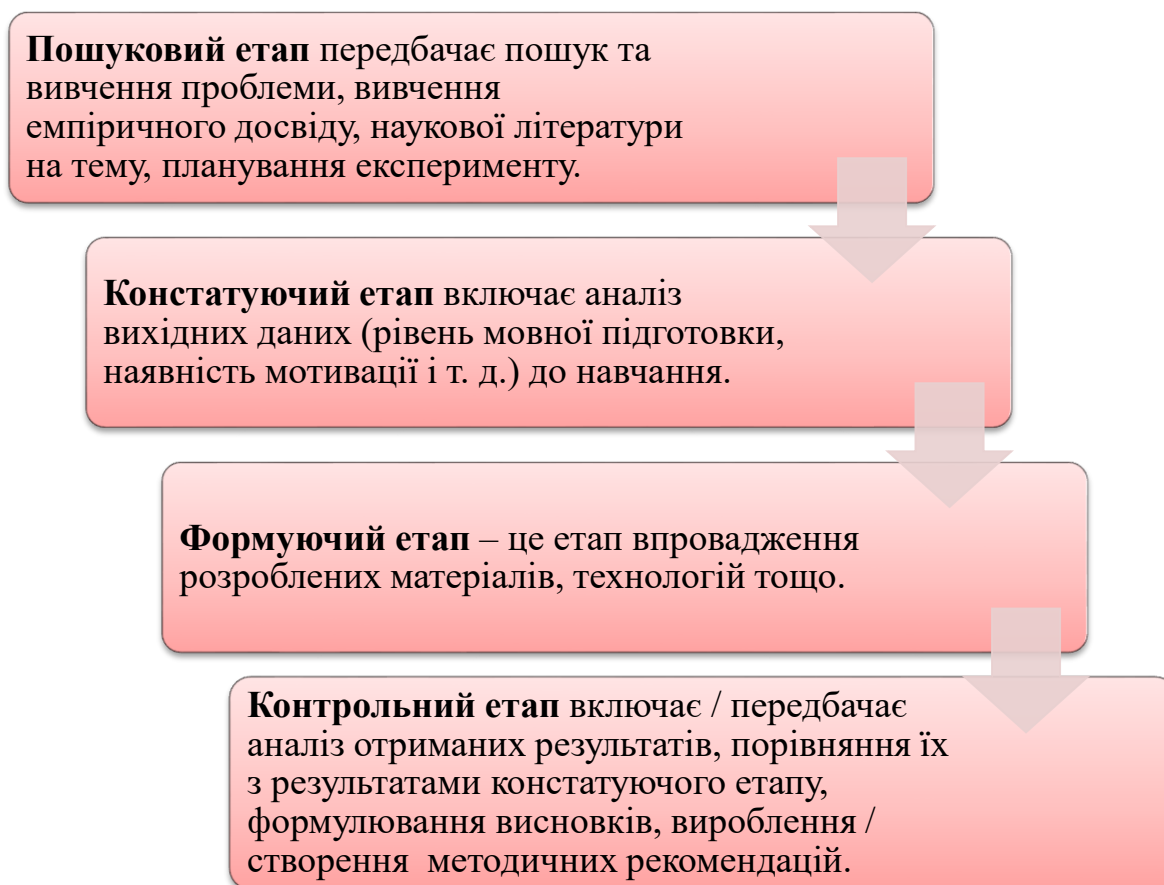 Пошуковий етап передбачає пошук та
вивчення проблеми, вивчення
емпіричного досвіду, наукової літератури
на тему, планування експерименту.
Констатуючий етап включає аналіз
вихідних даних (рівень мовної підготовки,
наявність мотивації і т. д.) до навчання.
Формуючий етап – це етап впровадження
розроблених матеріалів, технологій тощо.
Контрольний етап включає / передбачає
аналіз отриманих результатів, порівняння їх
з результатами констатуючого етапу,
формулювання висновків, вироблення /
створення методичних рекомендацій.